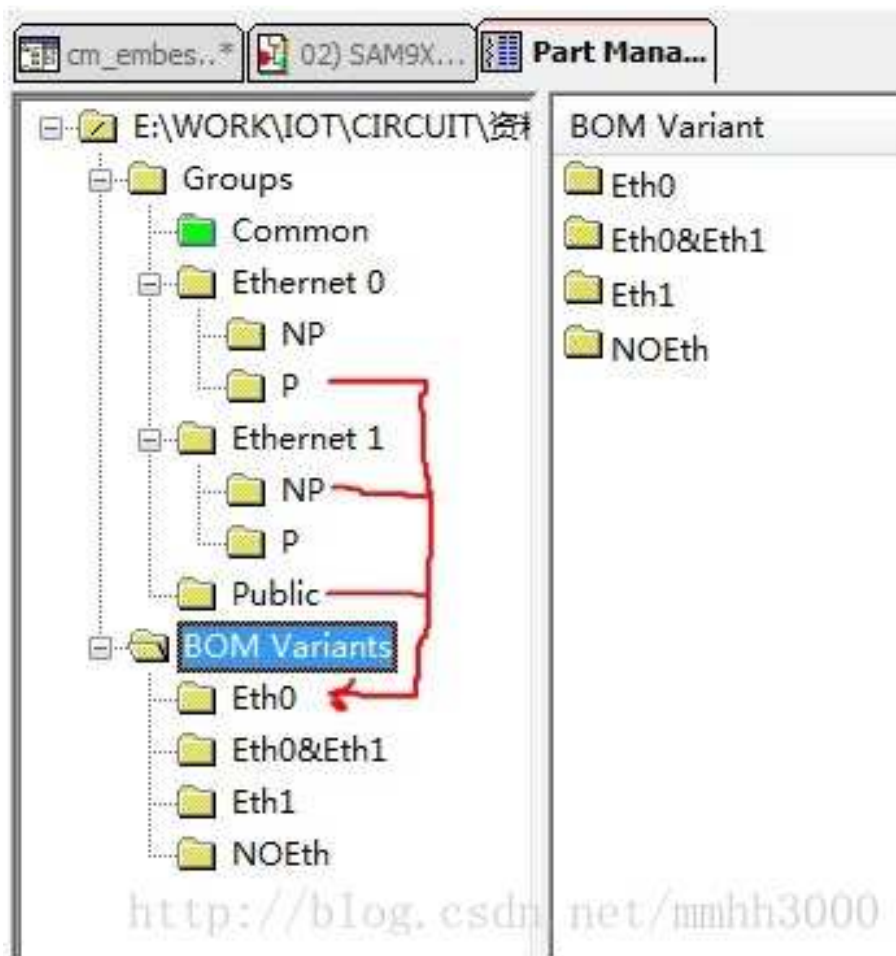 cm_embes..*
02) SAM9X...
Part Mana...
E:\WORK\IOT\CIRCUIT\资料
Groups
Common
Ethernet 0
NP
P
Ethernet 1
NP
P
Public
BOM Variants
Eth0
Eth0&Eth1
Eth1
NOEth
BOM Variant
Eth0
Eth0&Eth1
Eth1
NOEth
http://blog.csdn.net/mmhh3000